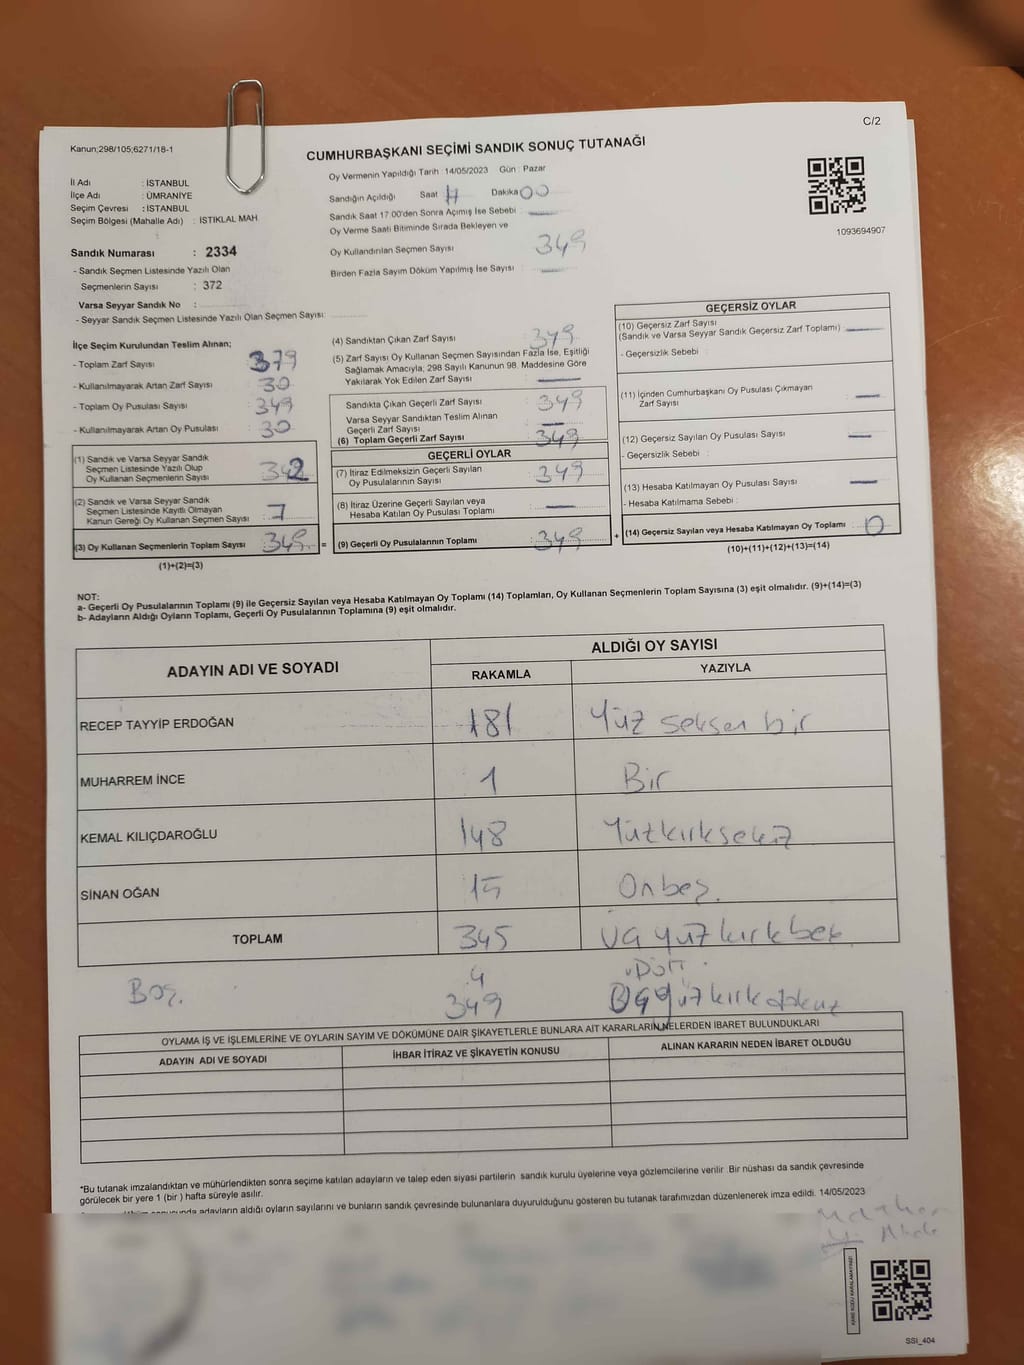 C/2
Kanun;298/105;6271/18-1
CUMHURBAŞKANI SEÇİMİ SANDIK SONUÇ TUTANAĞI
İl Adı : İSTANBUL
İlçe Adı : ÜMRANİYE
Seçim Çevresi : İSTANBUL
Seçim Bölgesi (Mahalle Adı) : İSTİKLAL MAH
Sandık Numarası : 2334
- Sandık Seçmen Listesinde Yazılı Olan
Seçmenlerin Sayısı : 372
Varsa Seyyar Sandık No :
- Seyyar Sandık Seçmen Listesinde Yazılı Olan Seçmen Sayısı:
Oy Vermenin Yapıldığı Tarih : 14/05/2023 Gün : Pazar
Sandığın Açıldığı Saat Dakika 00
Sandık Saat 17:00'den Sonra Açımış İse Sebebi :
Oy Verme Saati Bitiminde Sırada Bekleyen ve
Oy Kullandırılan Seçmen Sayısı : 349
Birden Fazla Sayım Döküm Yapılmış İse Sayısı :
1093694907
İlçe Seçim Kurulundan Teslim Alınan;
- Toplam Zarf Sayısı : 379
- Kullanılmayarak Artan Zarf Sayısı : 30
- Toplam Oy Pusulası Sayısı : 349
- Kullanılmayarak Artan Oy Pusulası : 30
(1) Sandık ve Varsa Seyyar Sandık
Seçmen Listesinde Yazılı Olup
Oy Kullanan Seçmenlerin Sayısı : 342
(2) Sandık ve Varsa Seyyar Sandık
Seçmen Listesinde Kayıtlı Olmayan
Kanun Gereği Oy Kullanan Seçmen Sayısı : 7
(3) Oy Kullanan Seçmenlerin Toplam Sayısı : 349 =
(1)+(2)=(3)
(4) Sandıktan Çıkan Zarf Sayısı : 349
(5) Zarf Sayısı Oy Kullanan Seçmen Sayısından Fazla İse, Eşitliği
Sağlamak Amacıyla; 298 Sayılı Kanunun 98. Maddesine Göre
Yakılarak Yok Edilen Zarf Sayısı :
Sandıkta Çıkan Geçerli Zarf Sayısı : 349
Varsa Seyyar Sandıktan Teslim Alınan
Geçerli Zarf Sayısı :
(6) Toplam Geçerli Zarf Sayısı : 349
GEÇERLİ OYLAR
(7) İtiraz Edilmeksizin Geçerli Sayılan
Oy Pusulalarının Sayısı : 349
(8) İtiraz Üzerine Geçerli Sayılan veya
Hesaba Katılan Oy Pusulası Toplamı :
(9) Geçerli Oy Pusulalarının Toplamı : 349 +
GEÇERSİZ OYLAR
(10) Geçersiz Zarf Sayısı
(Sandık ve Varsa Seyyar Sandık Geçersiz Zarf Toplamı) :
- Geçersizlik Sebebi :
(11) İçinden Cumhurbaşkanı Oy Pusulası Çıkmayan
Zarf Sayısı :
(12) Geçersiz Sayılan Oy Pusulası Sayısı :
- Geçersizlik Sebebi :
(13) Hesaba Katılmayan Oy Pusulası Sayısı :
- Hesaba Katılmama Sebebi :
(14) Geçersiz Sayılan veya Hesaba Katılmayan Oy Toplamı : 0
(10)+(11)+(12)+(13)=(14)
NOT:
a- Geçerli Oy Pusulalarının Toplamı (9) ile Geçersiz Sayılan veya Hesaba Katılmayan Oy Toplamı (14) Toplamları, Oy Kullanan Seçmenlerin Toplam Sayısına (3) eşit olmalıdır. (9)+(14)=(3)
b- Adayların Aldığı Oyların Toplamı, Geçerli Oy Pusulalarının Toplamına (9) eşit olmalıdır.
ADAYIN ADI VE SOYADI
ALDIĞI OY SAYISI
RAKAMLA YAZIYLA
RECEP TAYYİP ERDOĞAN 181 Yüz seksen bir
MUHARREM İNCE 1 Bir
KEMAL KILIÇDAROĞLU 148 Yüzkırksekiz
SİNAN OĞAN 15 Onbeş.
TOPLAM 345 yüz kırkbeş
Boş. 4 Dört.
349 yüz kırk dokuz
OYLAMA İŞ VE İŞLEMLERİNE VE OYLARIN SAYIM VE DÖKÜMÜNE DAİR ŞİKAYETLERLE BUNLARA AİT KARARLARIN NELERDEN İBARET BULUNDUKLARI
ADAYIN ADI VE SOYADI İHBAR İTİRAZ VE ŞİKAYETİN KONUSU ALINAN KARARIN NEDEN İBARET OLDUĞU
*Bu tutanak imzalandıktan ve mühürlendikten sonra seçime katılan adayların ve talep eden siyasi partilerin sandık kurulu üyelerine veya gözlemcilerine verilir. Bir nüshası da sandık çevresinde
görülecek bir yere 1 (bir ) hafta süreyle asılır.
adayların aldığı oyların sayılarını ve bunların sandık çevresinde bulunanlara duyurulduğunu gösteren bu tutanak tarafımızdan düzenlenerek imza edildi. 14/05/2023
SSİ_404